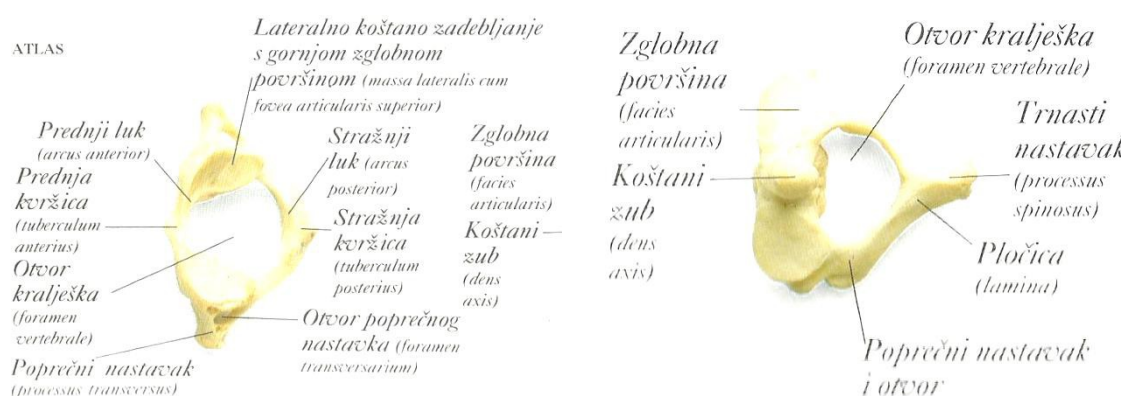 ATLAS
Lateralno koštano zadebljanje
s gornjom zglobnom
površinom (massa lateralis cum
fovea articularis superior)
Prednji luk
(arcus anterior)
Prednja
kvržica
(tuberculum
anterius)
Otvor
kralješka
(foramen
vertebrale)
Poprečni nastavak
(processus transversus)
Stražnji
luk (arcus
posterior)
Stražnja
kvržica
(tuberculum
posterius)
Otvor poprečnog
nastavka (foramen
transversarium)
Zglobna
površina
(facies
articularis)
Koštani
zub
(dens
axis)
Zglobna
površina
(facies
articularis)
Koštani
zub
(dens
axis)
Otvor kralješka
(foramen vertebrale)
Trnasti
nastavak
(processus
spinosus)
Pločica
(lamina)
Poprečni nastavak
i otvor